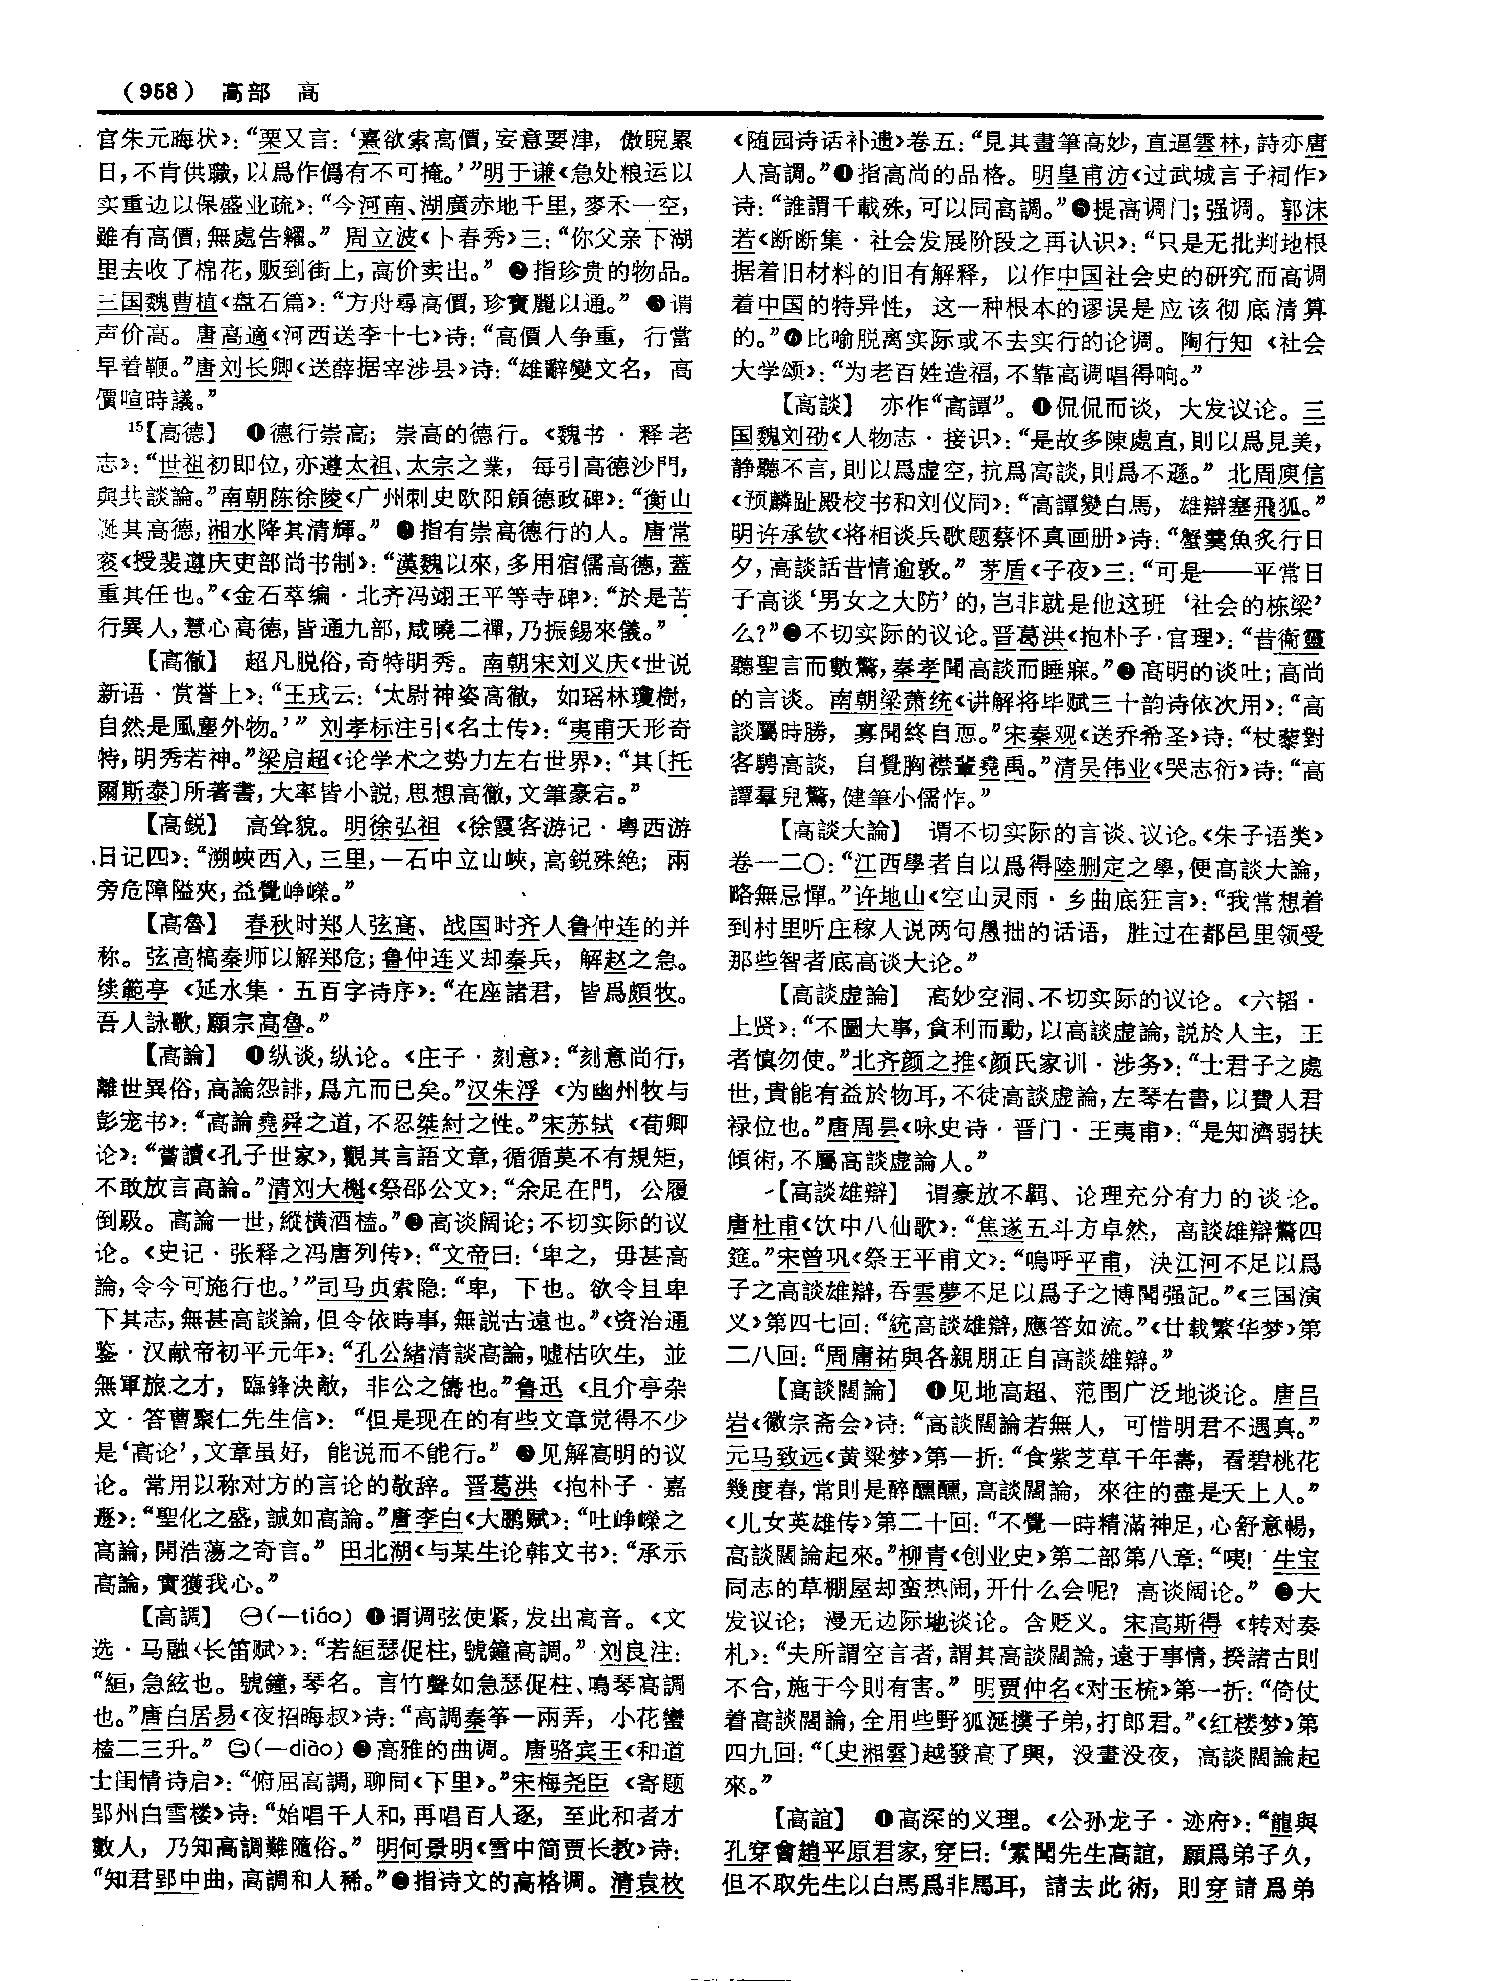 （958） 高部 高
官朱元晦状》：“栗又言：‘熹欲索高價，妄意要津，傲睨累
日，不肯供職，以爲作僞有不可掩。’”明于谦《急处粮运以
实重边以保盛业疏》：“今河南、湖廣赤地千里，麥禾一空，
雖有高價，無處告糴。” 周立波《卜春秀》三：“你父亲下湖
里去收了棉花，贩到街上，高价卖出。” ❷指珍贵的物品。
三国魏曹植《盘石篇》：“方舟尋高價，珍寳麗以通。” ❸谓
声价高。唐高適《河西送李十七》诗：“高價人争重，行當
早着鞭。”唐刘长卿《送薛据宰涉县》诗：“雄辭變文名，高
價喧時議。”
15【高德】 ❶德行崇高；崇高的德行。《魏书·释老
志》：“世祖初即位，亦遵太祖、太宗之業，每引高德沙門，
與共談論。”南朝陈徐陵《广州刺史欧阳頠德政碑》：“衡山
誕其高德，湘水降其清輝。” ❷指有崇高德行的人。唐常
衮《授裴遵庆吏部尚书制》：“漢魏以來，多用宿儒高德，蓋
重其任也。”《金石萃编·北齐冯翊王平等寺碑》：“於是苦
行異人，慧心高德，皆通九部，咸曉二禪，乃振錫來儀。”
【高徹】 超凡脱俗，奇特明秀。南朝宋刘义庆《世说
新语·赏誉上》：“王戎云：‘太尉神姿高徹，如瑶林瓊樹，
自然是風塵外物。’” 刘孝标注引《名士传》：“夷甫天形奇
特，明秀若神。”梁启超《论学术之势力左右世界》：“其〔托
爾斯泰〕所著書，大率皆小説，思想高徹，文筆豪宕。”
【高鋭】 高耸貌。明徐弘祖《徐霞客游记·粤西游
日记四》：“溯峽西入，三里，一石中立山峽，高鋭殊絶；兩
旁危障隘夾，益覺峥嶸。”
【高魯】 春秋时郑人弦高、战国时齐人鲁仲连的并
称。弦高犒秦师以解郑危；鲁仲连义却秦兵，解赵之急。
续範亭《延水集·五百字诗序》：“在座諸君，皆爲頗牧。
吾人詠歌，願宗高魯。”
【高論】 ❶纵谈，纵论。《庄子·刻意》：“刻意尚行，
離世異俗，高論怨誹，爲亢而已矣。”汉朱浮《为幽州牧与
彭宠书》：“高論堯舜之道，不忍桀紂之性。”宋苏轼《荀卿
论》：“嘗讀《孔子世家》，觀其言語文章，循循莫不有規矩，
不敢放言高論。”清刘大櫆《祭邵公文》：“余足在門，公履
倒屣。高論一世，縱横酒榼。”❷高谈阔论；不切实际的议
论。《史记·张释之冯唐列传》：“文帝曰：‘卑之，毋甚高
論，令今可施行也。’”司马贞索隐：“卑，下也。欲令且卑
下其志，無甚高談論，但令依時事，無説古遠也。”《资治通
鉴·汉献帝初平元年》：“孔公緒清談高論，嘘枯吹生，並
無軍旅之才，臨鋒決敵，非公之儔也。”鲁迅《且介亭杂
文·答曹聚仁先生信》：“但是现在的有些文章觉得不少
是‘高论’，文章虽好，能说而不能行。” ❸见解高明的议
论。常用以称对方的言论的敬辞。晋葛洪《抱朴子·嘉
遯》：“聖化之盛，誠如高論。”唐李白《大鹏赋》：“吐峥嶸之
高論，開浩蕩之奇言。” 田北湖《与某生论韩文书》：“承示
高論，實獲我心。”
【高調】 ㊀（—tiáo）❶谓调弦使紧，发出高音。《文
选·马融〈长笛赋〉》：“若絙瑟促柱，號鐘高調。”刘良注：
“絙，急絃也。號鐘，琴名。言竹聲如急瑟促柱、鳴琴高調
也。”唐白居易《夜招晦叔》诗：“高調秦筝一兩弄，小花蠻
榼二三升。” ㊁（—diào）❷高雅的曲调。唐骆宾王《和道
士闺情诗启》：“俯屈高調，聊同《下里》。”宋梅尧臣《寄题
郢州白雪楼》诗：“始唱千人和，再唱百人逐，至此和者才
數人，乃知高調難隨俗。” 明何景明《雪中简贾长教》诗：
“知君郢中曲，高調和人稀。”❸指诗文的高格调。清袁枚
《随园诗话补遗》卷五：“見其畫筆高妙，直逼雲林，詩亦唐
人高調。”❹指高尚的品格。明皇甫汸《过武城言子祠作》
诗：“誰謂千載殊，可以同高調。”❺提高调门；强调。郭沫
若《断断集·社会发展阶段之再认识》：“只是无批判地根
据着旧材料的旧有解释，以作中国社会史的研究而高调
着中国的特异性，这一种根本的谬误是应该彻底清算
的。”❻比喻脱离实际或不去实行的论调。陶行知《社会
大学颂》：“为老百姓造福，不靠高调唱得响。”
【高談】 亦作“高譚”。❶侃侃而谈，大发议论。三
国魏刘劭《人物志·接识》：“是故多陳處直，則以爲見美，
静聽不言，則以爲虚空，抗爲高談，則爲不遜。” 北周庾信
《预麟趾殿校书和刘仪同》：“高譚變白馬，雄辯塞飛狐。”
明许承钦《将相谈兵歌题蔡怀真画册》诗：“蟹羹魚炙行日
夕，高談話昔情逾敦。” 茅盾《子夜》三：“可是——平常日
子高谈‘男女之大防’的，岂非就是他这班‘社会的栋梁’
么？”❷不切实际的议论。晋葛洪《抱朴子·官理》：“昔衞靈
聽聖言而數驚，秦孝聞高談而睡寐。”❸高明的谈吐；高尚
的言谈。南朝梁萧统《讲解将毕赋三十韵诗依次用》：“高
談屬時勝，寡聞終自恧。”宋秦观《送乔希圣》诗：“杖藜對
客騁高談，自覺胸襟輩堯禹。”清吴伟业《哭志衍》诗：“高
譚羣兒驚，健筆小儒怍。”
【高談大論】 谓不切实际的言谈、议论。《朱子语类》
卷一二〇：“江西學者自以爲得陸删定之學，便高談大論，
略無忌憚。”许地山《空山灵雨·乡曲底狂言》：“我常想着
到村里听庄稼人说两句愚拙的话语，胜过在都邑里领受
那些智者底高谈大论。”
【高談虚論】 高妙空洞、不切实际的议论。《六韬·
上贤》：“不圖大事，貪利而動，以高談虚論，説於人主，王
者慎勿使。”北齐颜之推《颜氏家训·涉务》：“士君子之處
世，貴能有益於物耳，不徒高談虚論，左琴右書，以費人君
禄位也。”唐周昙《咏史诗·晋门·王夷甫》：“是知濟弱扶
傾術，不屬高談虚論人。”
【高談雄辯】 谓豪放不羁、论理充分有力的谈论。
唐杜甫《饮中八仙歌》：“焦遂五斗方卓然，高談雄辯驚四
筵。”宋曾巩《祭王平甫文》：“嗚呼平甫，決江河不足以爲
子之高談雄辯，吞雲夢不足以爲子之博聞强記。”《三国演
义》第四七回：“統高談雄辯，應答如流。”《廿载繁华梦》第
二八回：“周庸祐與各親朋正自高談雄辯。”
【高談闊論】 ❶见地高超、范围广泛地谈论。唐吕
岩《徽宗斋会》诗：“高談闊論若無人，可惜明君不遇真。”
元马致远《黄粱梦》第一折：“食紫芝草千年壽，看碧桃花
幾度春，常則是醉醺醺，高談闊論，來往的盡是天上人。”
《儿女英雄传》第二十回：“不覺一時精滿神足，心舒意暢，
高談闊論起來。”柳青《创业史》第二部第八章：“咦！生宝
同志的草棚屋却蛮热闹，开什么会呢？高谈阔论。” ❷大
发议论；漫无边际地谈论。含贬义。宋高斯得《转对奏
札》：“夫所謂空言者，謂其高談闊論，遠于事情，揆諸古則
不合，施于今則有害。” 明贾仲名《对玉梳》第一折：“倚仗
着高談闊論，全用些野狐涎撲子弟，打郎君。”《红楼梦》第
四九回：“〔史湘雲〕越發高了興，没晝没夜，高談闊論起
來。”
【高誼】 ❶高深的义理。《公孙龙子·迹府》：“龍與
孔穿會趙平原君家，穿曰：‘素聞先生高誼，願爲弟子久，
但不取先生以白馬爲非馬耳，請去此術，則穿請爲弟